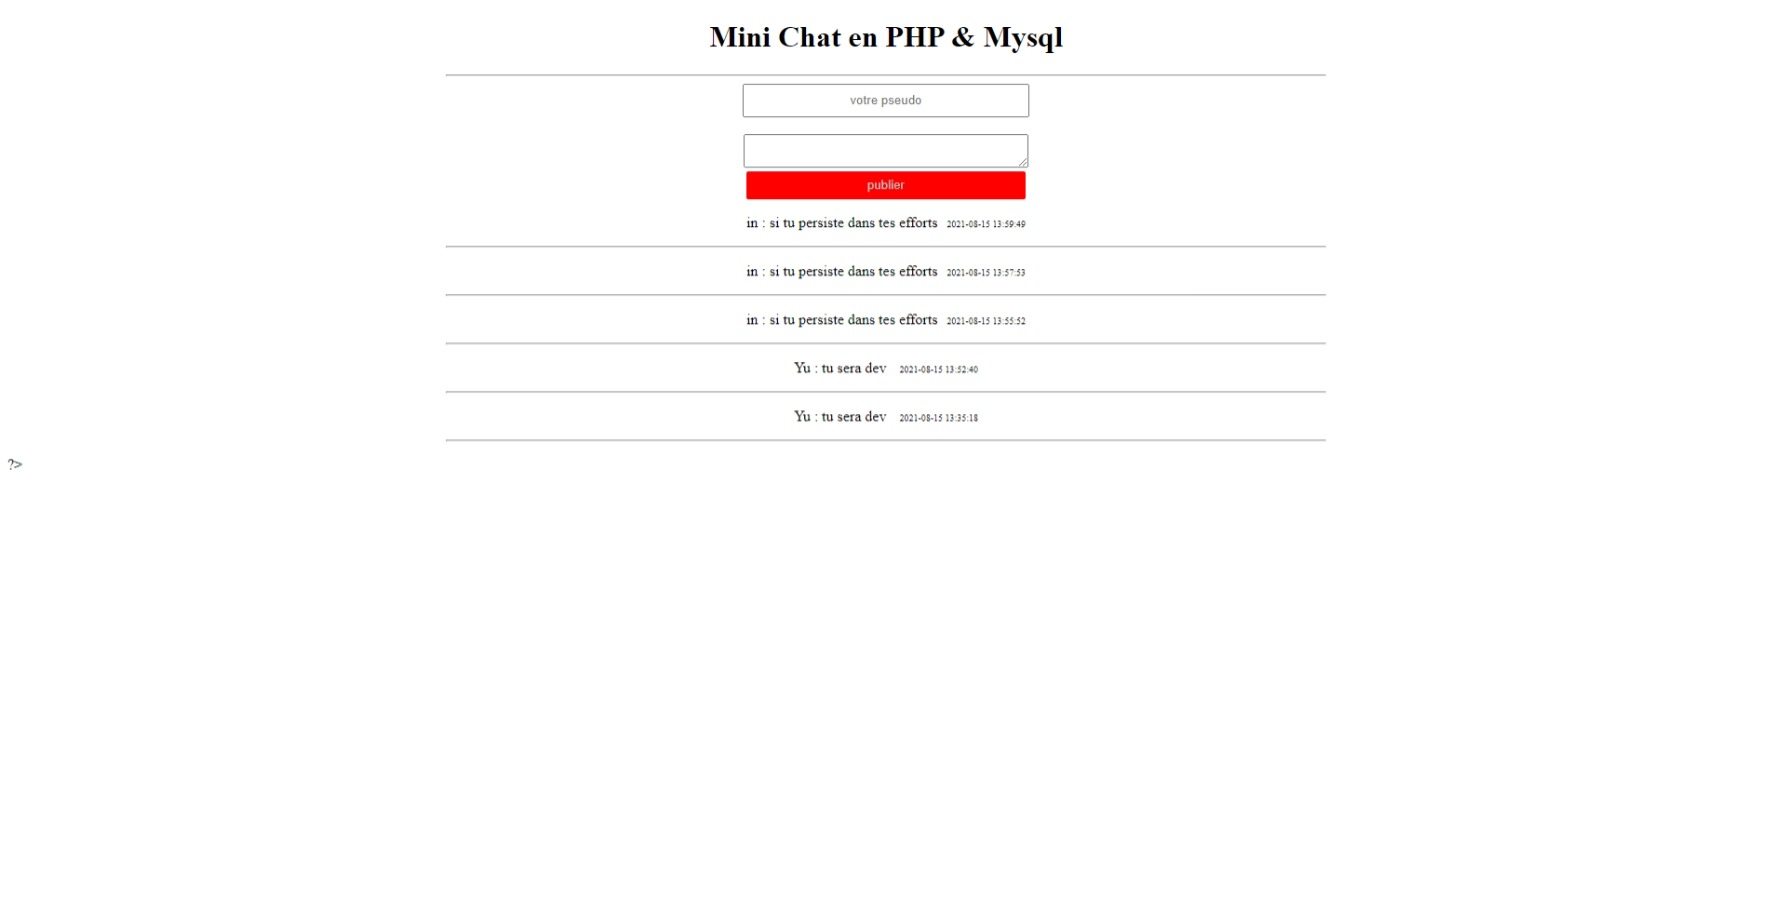 Mini Chat en PHP & Mysql
votre pseudo
publier
in : si tu persiste dans tes efforts 2021-08-15 13:59:49
in : si tu persiste dans tes efforts 2021-08-15 13:57:53
in : si tu persiste dans tes efforts 2021-08-15 13:55:52
Yu : tu sera dev 2021-08-15 13:52:40
Yu : tu sera dev 2021-08-15 13:35:18
?>